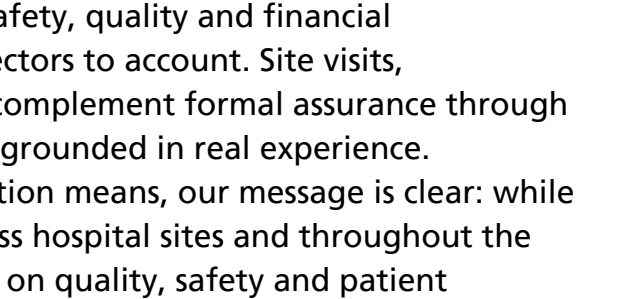 afety, quality and financial
ectors to account. Site visits,
complement formal assurance through
grounded in real experience.
tion means, our message is clear: while
ss hospital sites and throughout the
on quality, safety and patient